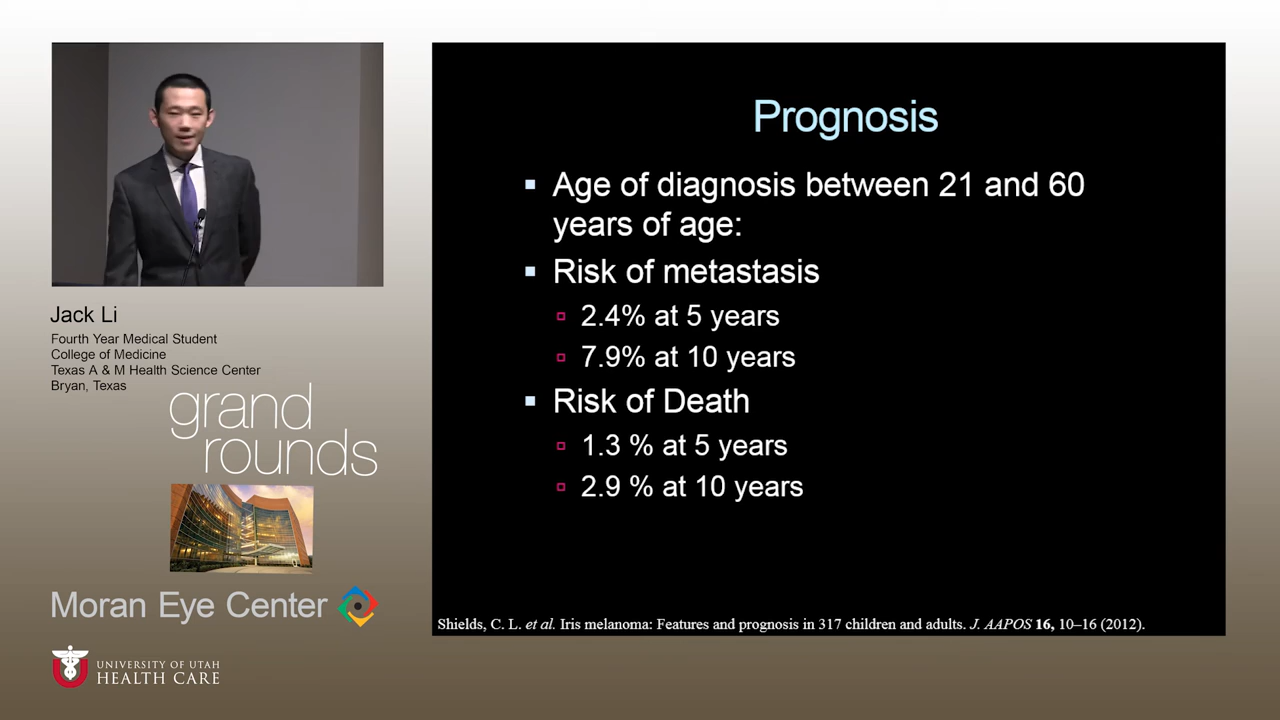 Prognosis
▪ Age of diagnosis between 21 and 60
years of age:
▪ Risk of metastasis
▫ 2.4% at 5 years
▫ 7.9% at 10 years
▪ Risk of Death
▫ 1.3 % at 5 years
▫ 2.9 % at 10 years
Shields, C. L. et al. Iris melanoma: Features and prognosis in 317 children and adults. J. AAPOS 16, 10–16 (2012).
Jack Li
Fourth Year Medical Student
College of Medicine
Texas A & M Health Science Center
Bryan, Texas
grand
rounds
Moran Eye Center
UNIVERSITY OF UTAH
HEALTH CARE